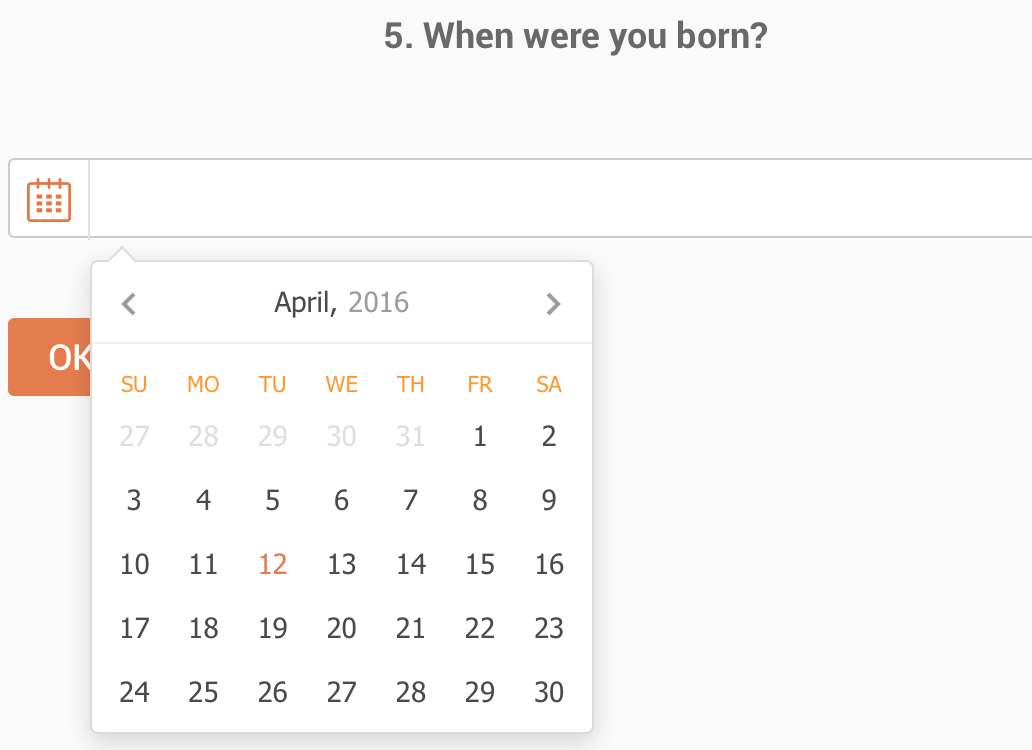 5. When were you born?
April, 2016
OK
SU MO TU WE TH FR SA
27 28 29 30 31 1 2
3 4 5 6 7 8 9
10 11 12 13 14 15 16
17 18 19 20 21 22 23
24 25 26 27 28 29 30